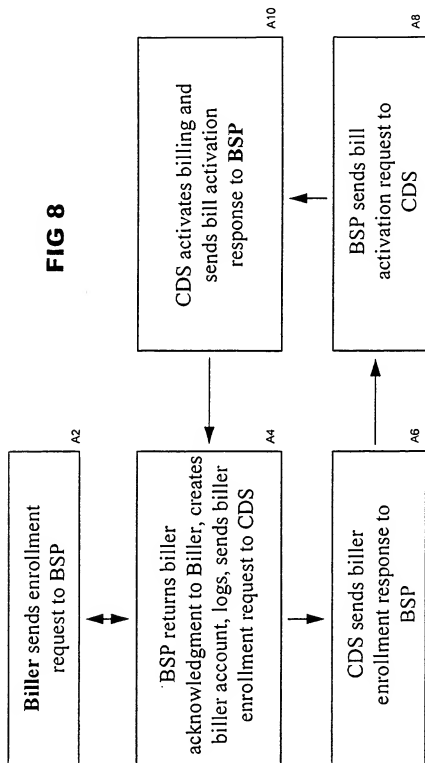 FIG 8
A2
Biller sends enrollment
request to BSP
A4
BSP returns biller
acknowledgment to Biller, creates
biller account, logs, sends biller
enrollment request to CDS
A6
CDS sends biller
enrollment response to
BSP
A8
BSP sends bill
activation request to
CDS
A10
CDS activates billing and
sends bill activation
response to BSP